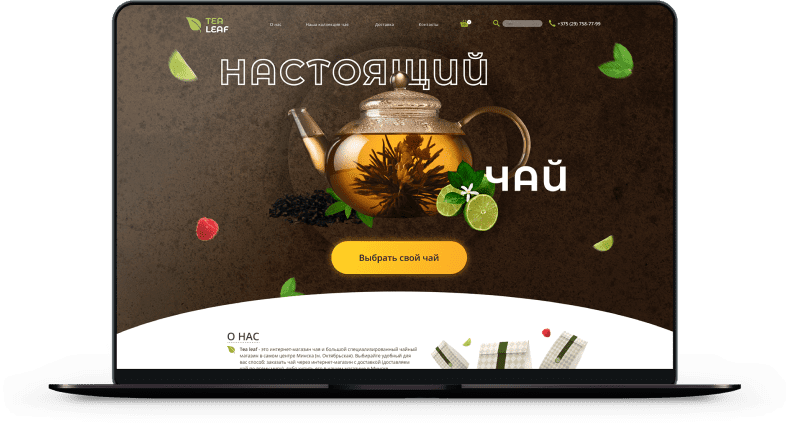 TEA
LEAF
О нас
Наша коллекция чая
Доставка
Контакты
+375 (29) 758-77-99
НАСТОЯЩИЙ
ЧАЙ
Выбрать свой чай
О НАС
Tea leaf - это интернет-магазин чая и большой специализированный чайный
магазин в самом центре Минска (м. Октябрьская). Выбирайте удобный для
вас способ: заказать чай через интернет-магазин с доставкой (доставляем